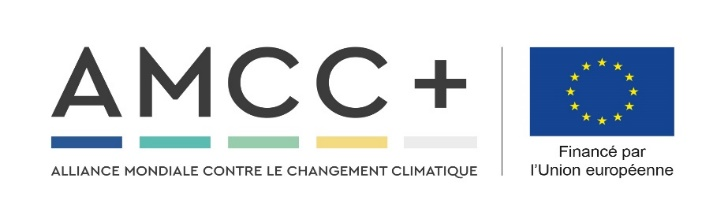 AMCC+
ALLIANCE MONDIALE CONTRE LE CHANGEMENT CLIMATIQUE
Financé par
l'Union européenne